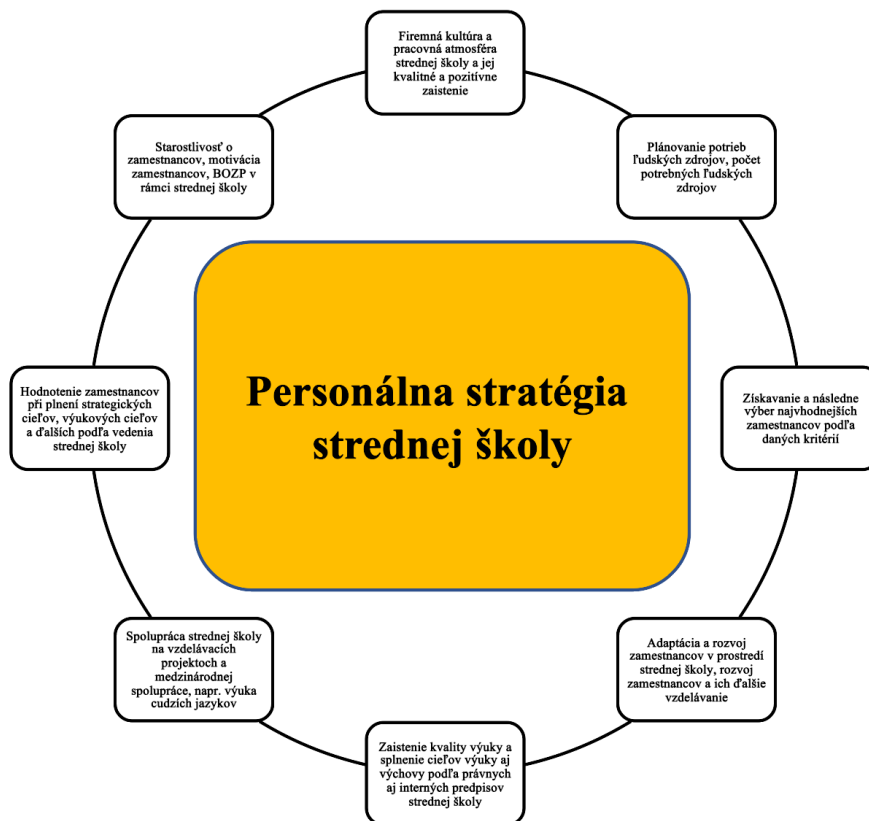 Firemná kultúra a
pracovná atmosféra
strednej školy a jej
kvalitné a pozitívne
zaistenie
Plánovanie potrieb
ľudských zdrojov, počet
potrebných ľudských
zdrojov
Získavanie a následne
výber najvhodnejších
zamestnancov podľa
daných kritérií
Adaptácia a rozvoj
zamestnancov v prostredí
strednej školy, rozvoj
zamestnancov a ich ďalšie
vzdelávanie
Zaistenie kvality výuky a
splnenie cieľov výuky aj
výchovy podľa právnych
aj interných predpisov
strednej školy
Spolupráca strednej školy
na vzdelávacích
projektoch a
medzinárodnej
spolupráce, napr. výuka
cudzích jazykov
Hodnotenie zamestnancov
při plnení strategických
cieľov, výukových cieľov
a ďalších podľa vedenia
strednej školy
Starostlivosť o
zamestnancov, motivácia
zamestnancov, BOZP v
rámci strednej školy
Personálna stratégia
strednej školy